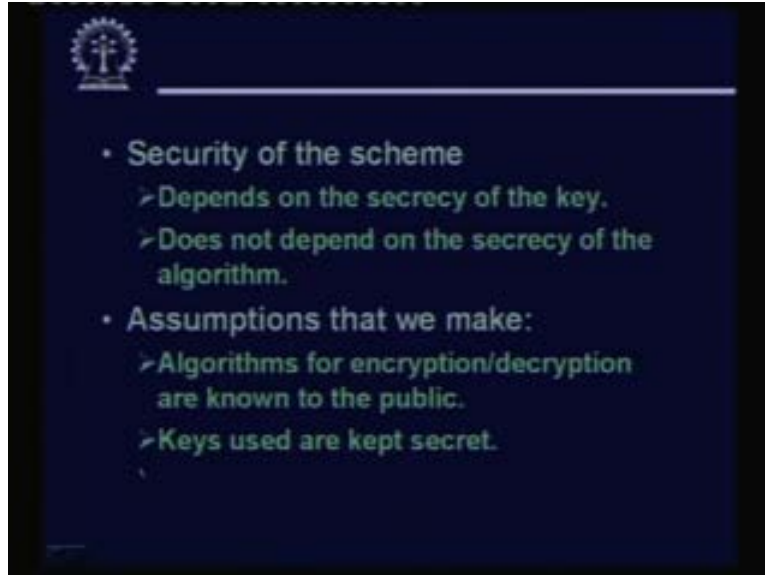 • Security of the scheme
➢Depends on the secrecy of the key.
➢Does not depend on the secrecy of the
algorithm.
• Assumptions that we make:
➢Algorithms for encryption/decryption
are known to the public.
➢Keys used are kept secret.